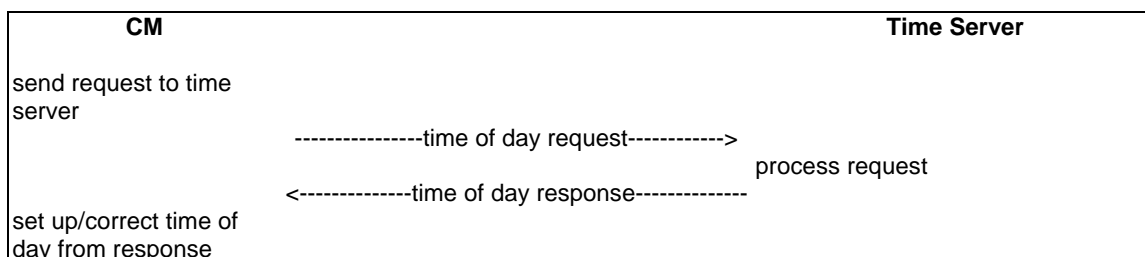 CM Time Server
send request to time
server
----------------time of day request------------>
process request
<--------------time of day response--------------
set up/correct time of
day from response